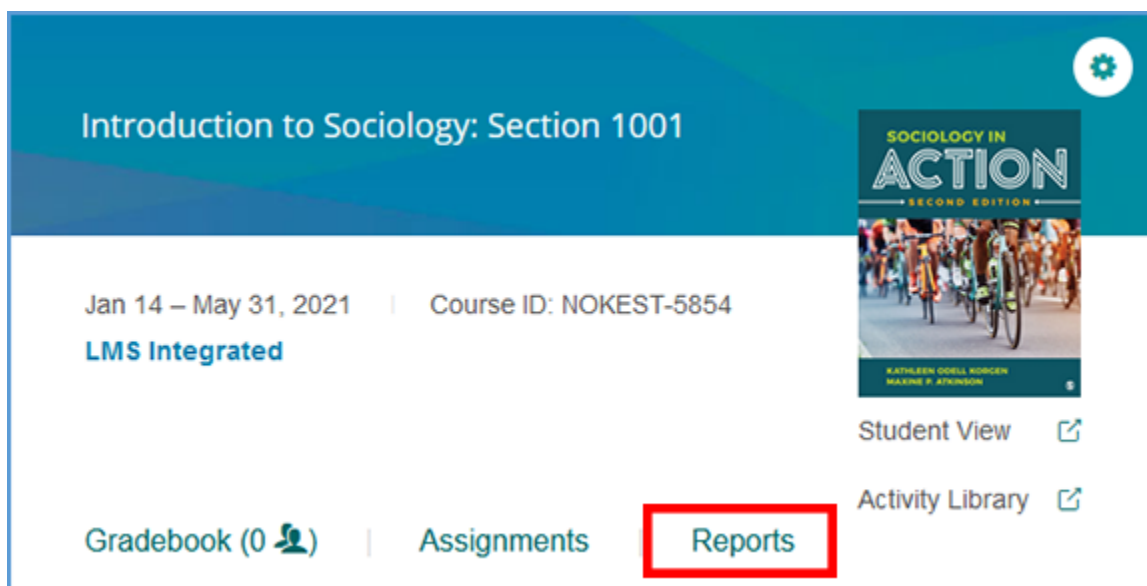 Introduction to Sociology: Section 1001
SOCIOLOGY IN
ACTION
SECOND EDITION
KATHLEEN ODELL KORGEN
MAXINE P. ATKINSON
Jan 14 – May 31, 2021
Course ID: NOKEST-5854
LMS Integrated
Student View
Activity Library
Gradebook (0 )
Assignments
Reports